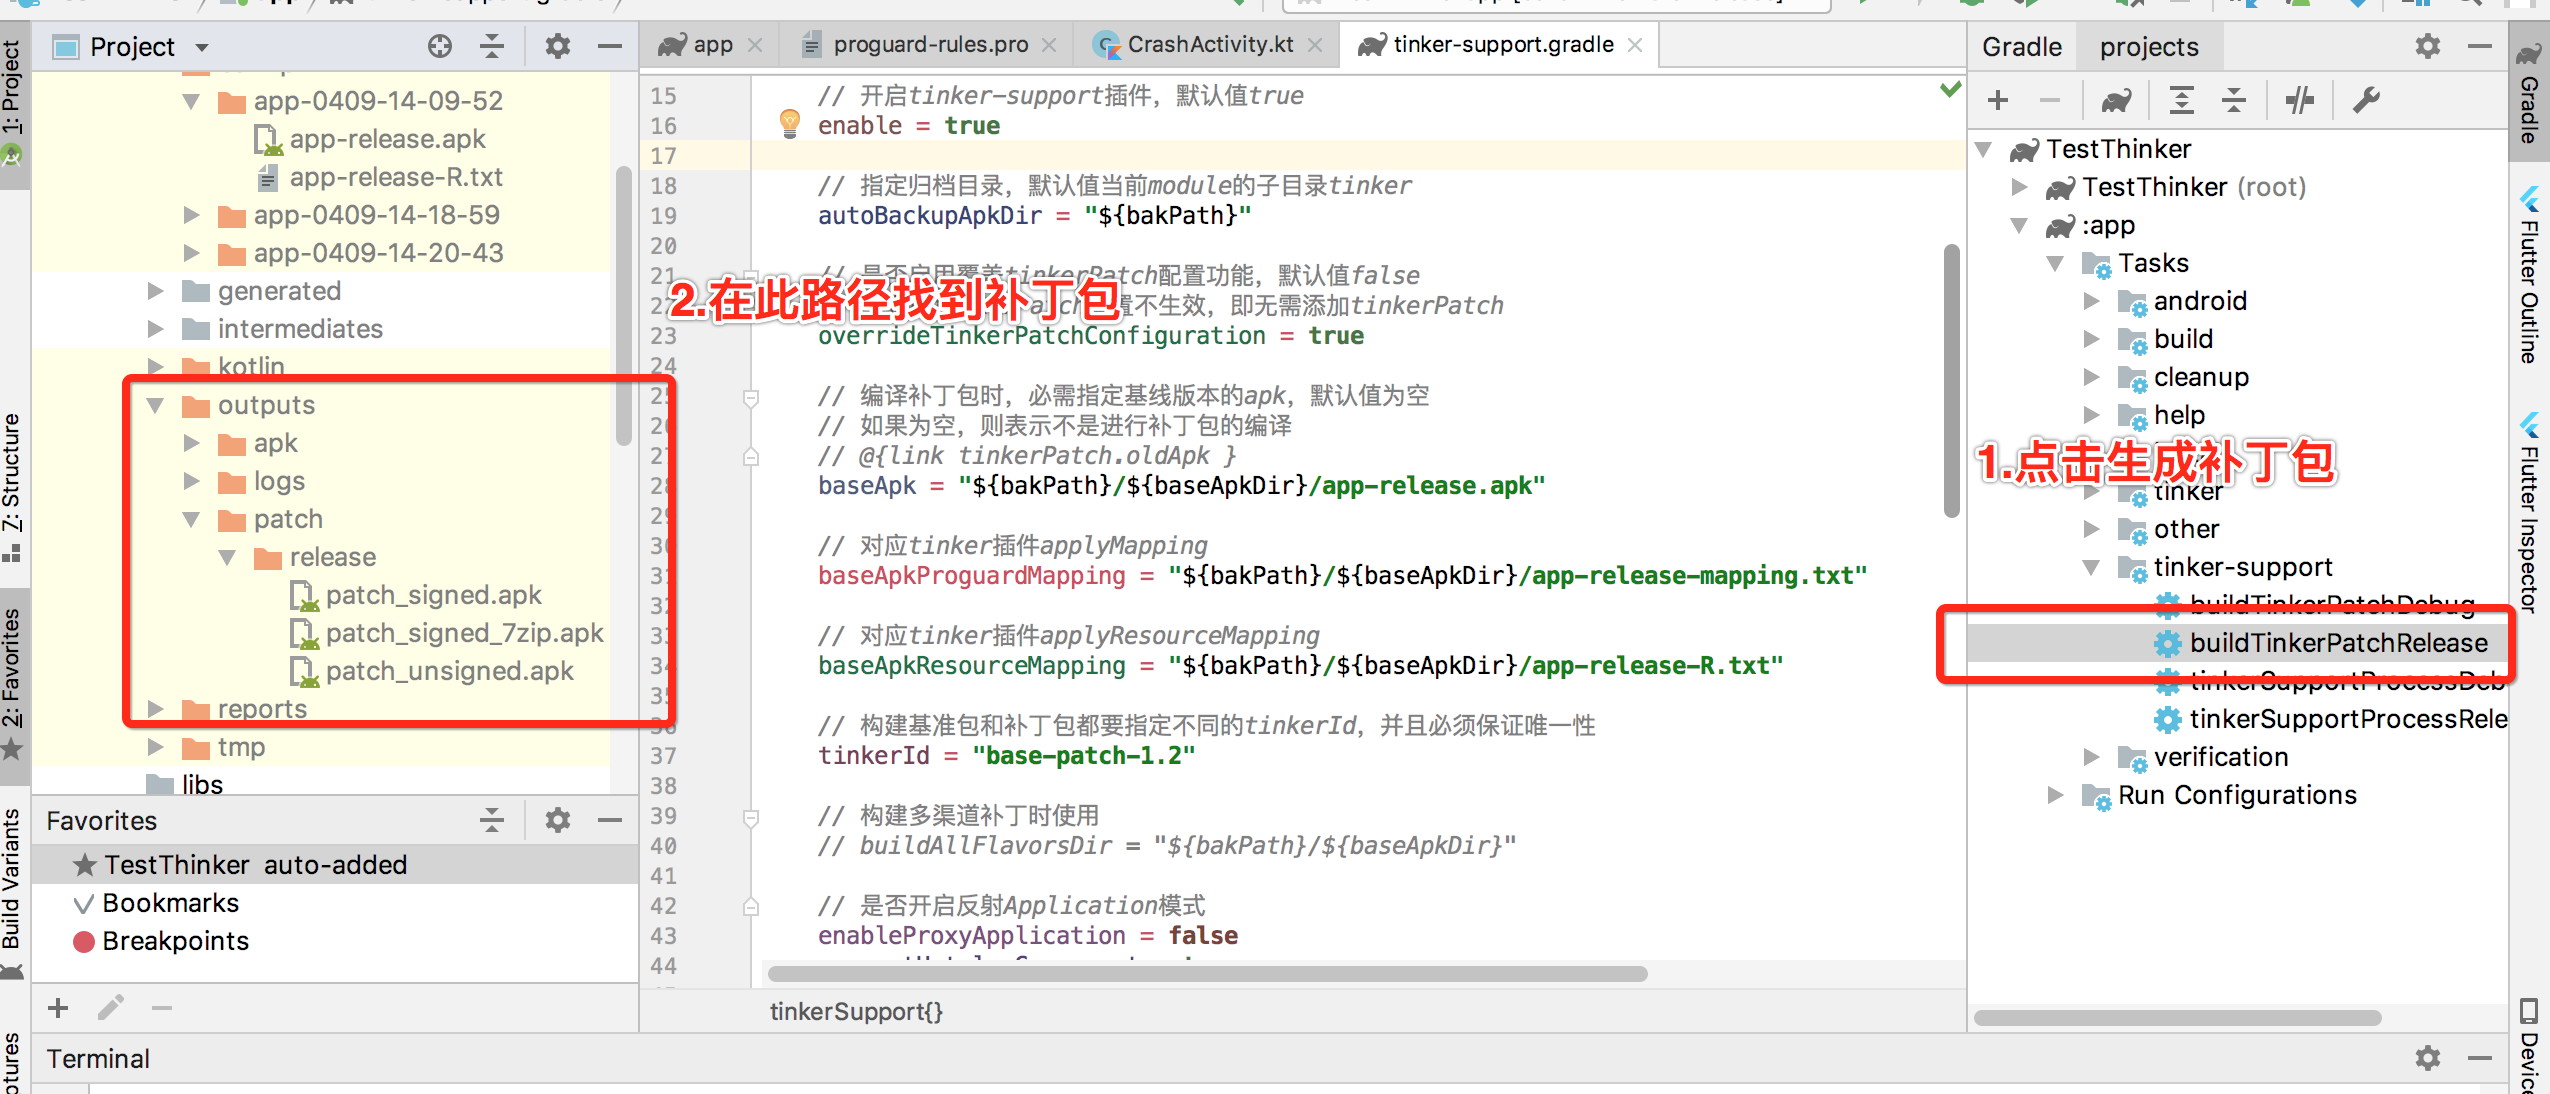 1: Project
7: Structure
2: Favorites
Build Variants
ptures
Project
app-0409-14-09-52
app-release.apk
app-release-R.txt
app-0409-14-18-59
app-0409-14-20-43
generated
intermediates
kotlin
outputs
apk
logs
patch
release
patch_signed.apk
patch_signed_7zip.apk
patch_unsigned.apk
reports
tmp
libs
Favorites
TestThinker auto-added
Bookmarks
Breakpoints
app
proguard-rules.pro
CrashActivity.kt
tinker-support.gradle
15 // 开启tinker-support插件，默认值true
16 enable = true
17
18 // 指定归档目录，默认值当前module的子目录tinker
19 autoBackupApkDir = "${bakPath}"
20
21 // 是否启用覆盖tinkerPatch配置功能，默认值false
2.在此路径找到补丁包
置不生效，即无需添加tinkerPatch
23 overrideTinkerPatchConfiguration = true
24
25 // 编译补丁包时，必需指定基线版本的apk，默认值为空
26 // 如果为空，则表示不是进行补丁包的编译
27 // @{link tinkerPatch.oldApk }
28 baseApk = "${bakPath}/${baseApkDir}/app-release.apk"
29
30 // 对应tinker插件applyMapping
31 baseApkProguardMapping = "${bakPath}/${baseApkDir}/app-release-mapping.txt"
32
33 // 对应tinker插件applyResourceMapping
34 baseApkResourceMapping = "${bakPath}/${baseApkDir}/app-release-R.txt"
35
36 // 构建基准包和补丁包都要指定不同的tinkerId，并且必须保证唯一性
37 tinkerId = "base-patch-1.2"
38
39 // 构建多渠道补丁时使用
40 // buildAllFlavorsDir = "${bakPath}/${baseApkDir}"
41
42 // 是否开启反射Application模式
43 enableProxyApplication = false
44
tinkerSupport{}
Gradle projects
TestThinker
TestThinker (root)
:app
Tasks
android
build
cleanup
help
1.点击生成补丁包
tinker
other
tinker-support
buildTinkerPatchDebug
buildTinkerPatchRelease
tinkerSupportProcessDeb
tinkerSupportProcessRele
verification
Run Configurations
Gradle
Flutter Outline
Flutter Inspector
Device
Terminal